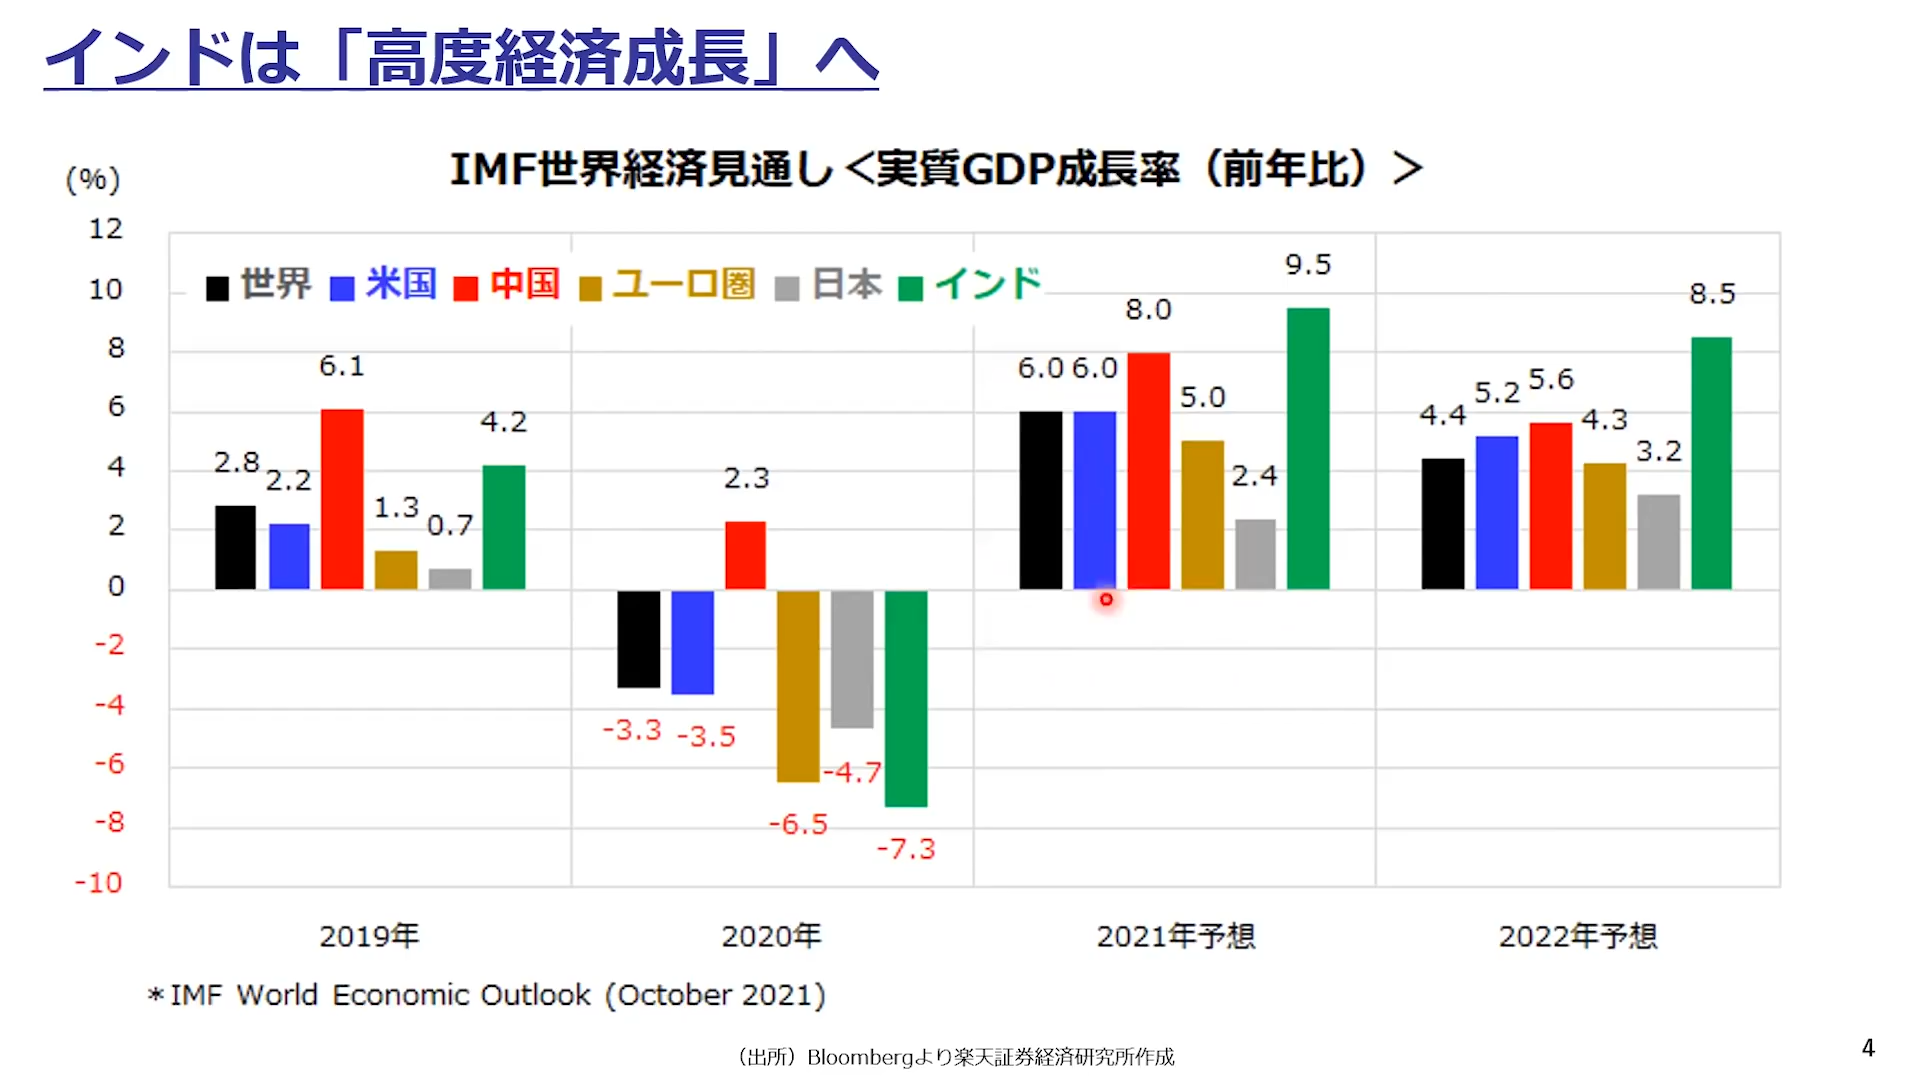 インドは「高度経済成長」へ
IMF世界経済見通し＜実質GDP成長率（前年比）＞
(%)
12
10
8
6
4
2
0
-2
-4
-6
-8
-10
世界 米国 中国 ユーロ圏 日本 インド
2.8 2.2 6.1 1.3 0.7 4.2
-3.3 -3.5 2.3 -6.5 -4.7 -7.3
6.0 6.0 8.0 5.0 2.4 9.5
4.4 5.2 5.6 4.3 3.2 8.5
2019年 2020年 2021年予想 2022年予想
＊IMF World Economic Outlook (October 2021)
（出所）Bloombergより楽天証券経済研究所作成
4